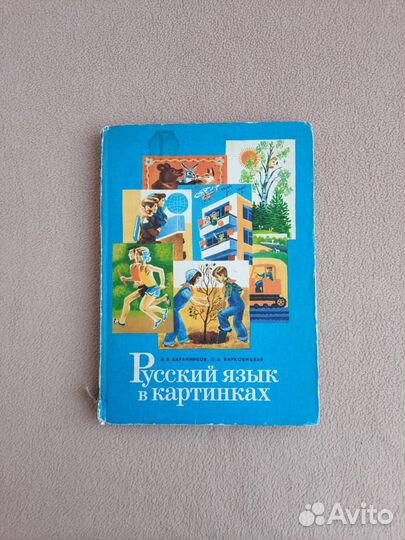 И.В.БАРАННИКОВ, Л.А.ВАРКОВИЦКАЯ
Русский язык
в картинках
Avito